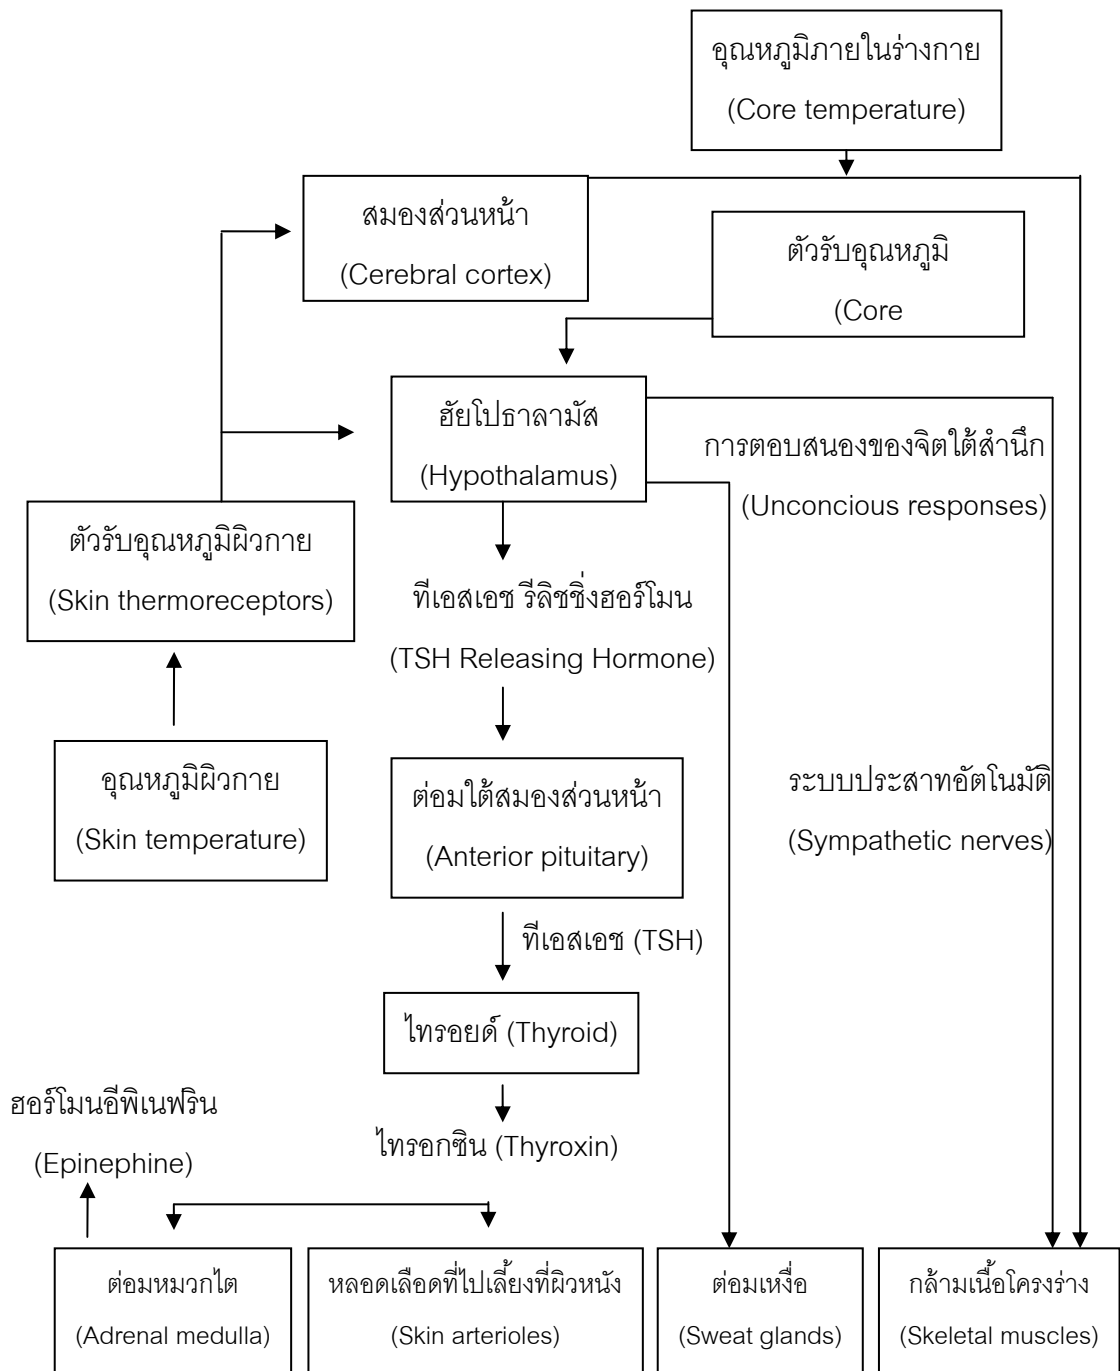 อุณหภูมิภายในร่างกาย
(Core temperature)
สมองส่วนหน้า
(Cerebral cortex)
ตัวรับอุณหภูมิ
(Core
ฮัยโปธาลามัส
(Hypothalamus)
การตอบสนองของจิตใต้สำนึก
(Unconcious responses)
ตัวรับอุณหภูมิผิวกาย
(Skin thermoreceptors)
ทีเอสเอช รีลิชชิ่งฮอร์โมน
(TSH Releasing Hormone)
อุณหภูมิผิวกาย
(Skin temperature)
ต่อมใต้สมองส่วนหน้า
(Anterior pituitary)
ระบบประสาทอัตโนมัติ
(Sympathetic nerves)
ทีเอสเอช (TSH)
ไทรอยด์ (Thyroid)
ฮอร์โมนอีพิเนฟริน
(Epinephine)
ไทรอกซิน (Thyroxin)
ต่อมหมวกไต
(Adrenal medulla)
หลอดเลือดที่ไปเลี้ยงที่ผิวหนัง
(Skin arterioles)
ต่อมเหงื่อ
(Sweat glands)
กล้ามเนื้อโครงร่าง
(Skeletal muscles)